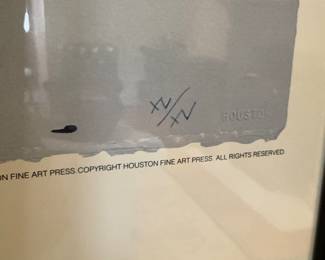 XV/XV
HOUSTON
ON FINE ART PRESS COPYRIGHT HOUSTON FINE ART PRESS. ALL RIGHTS RESERVED